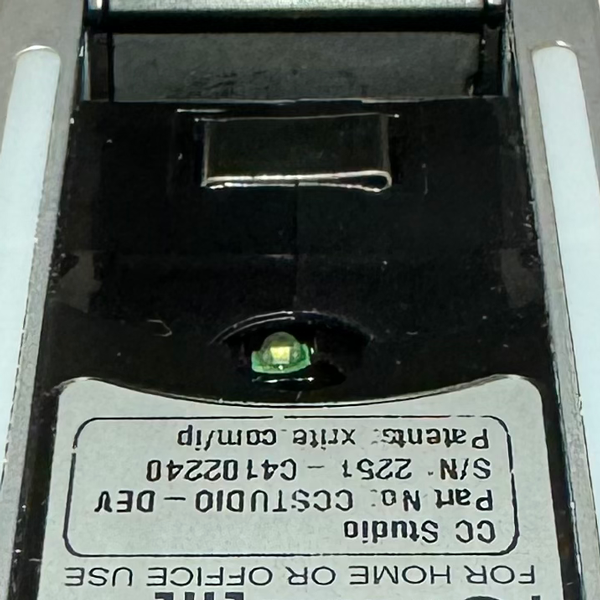 FOR HOME OR OFFICE USE
CC Studio
Part No: CCSTUDIO - DEV
S/N: 2251 - C4102240
Patents: xrite.com/ip